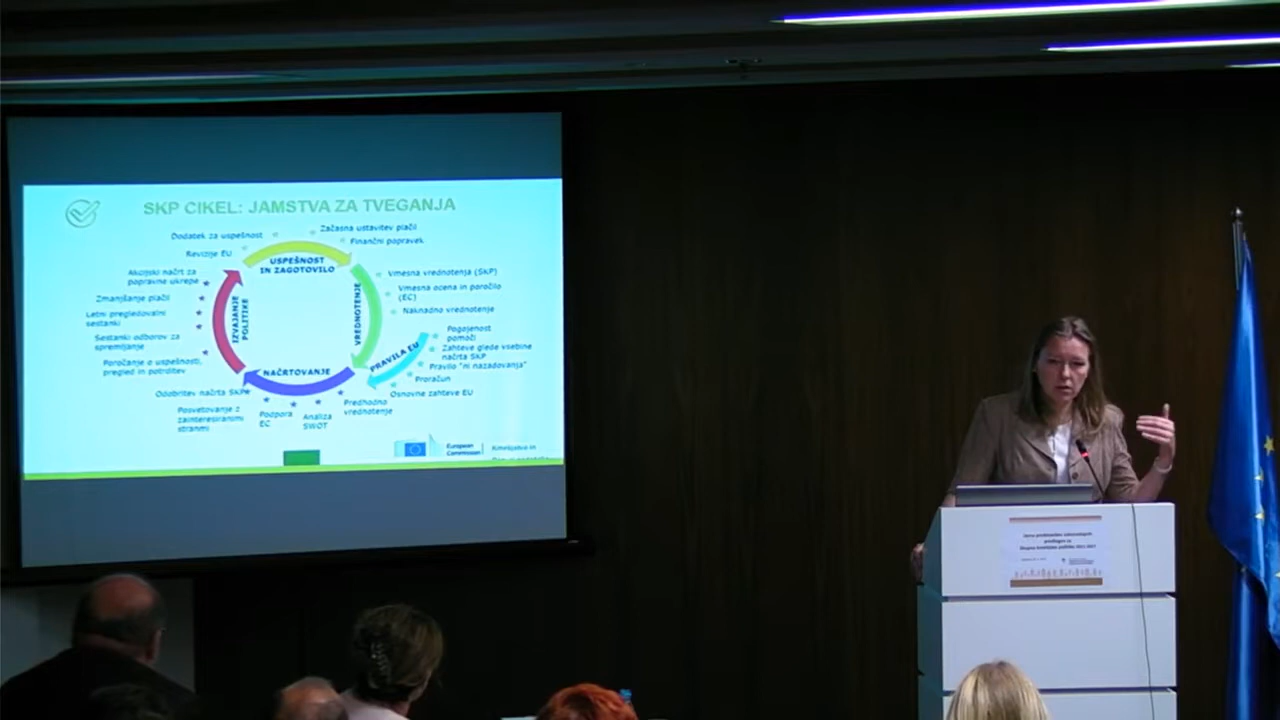 SKP CIKEL: JAMSTVA ZA TVEGANJA
Dodatek za uspešnost
Začasna ustavitev plačil
Finančni popravek
Revizije EU
USPEŠNOST
IN ZAGOTOVILO
Akcijski načrt za
popravne ukrepe
Zmanjšanje plačil
Letni pregledovalni
sestanki
Sestanki odborov za
spremljanje
Poročanje o uspešnosti,
pregled in potrditev
IZVAJANJE
POLITIKE
VREDNOTENJE
Vmesna vrednotenja (SKP)
Vmesna ocena in poročilo
(EC)
Naknadno vrednotenje
PRAVILA EU
Pogojenost
pomoči
Zahteve glede vsebine
načrta SKP
Pravilo "ni nazadovanja"
Proračun
Osnovne zahteve EU
NAČRTOVANJE
Odobritev načrta SKP
Posvetovanje z
zainteresiranimi
stranmi
Podpora
EC
Analiza
SWOT
Predhodno
vrednotenje
European
Commission
Kmetijstvo in